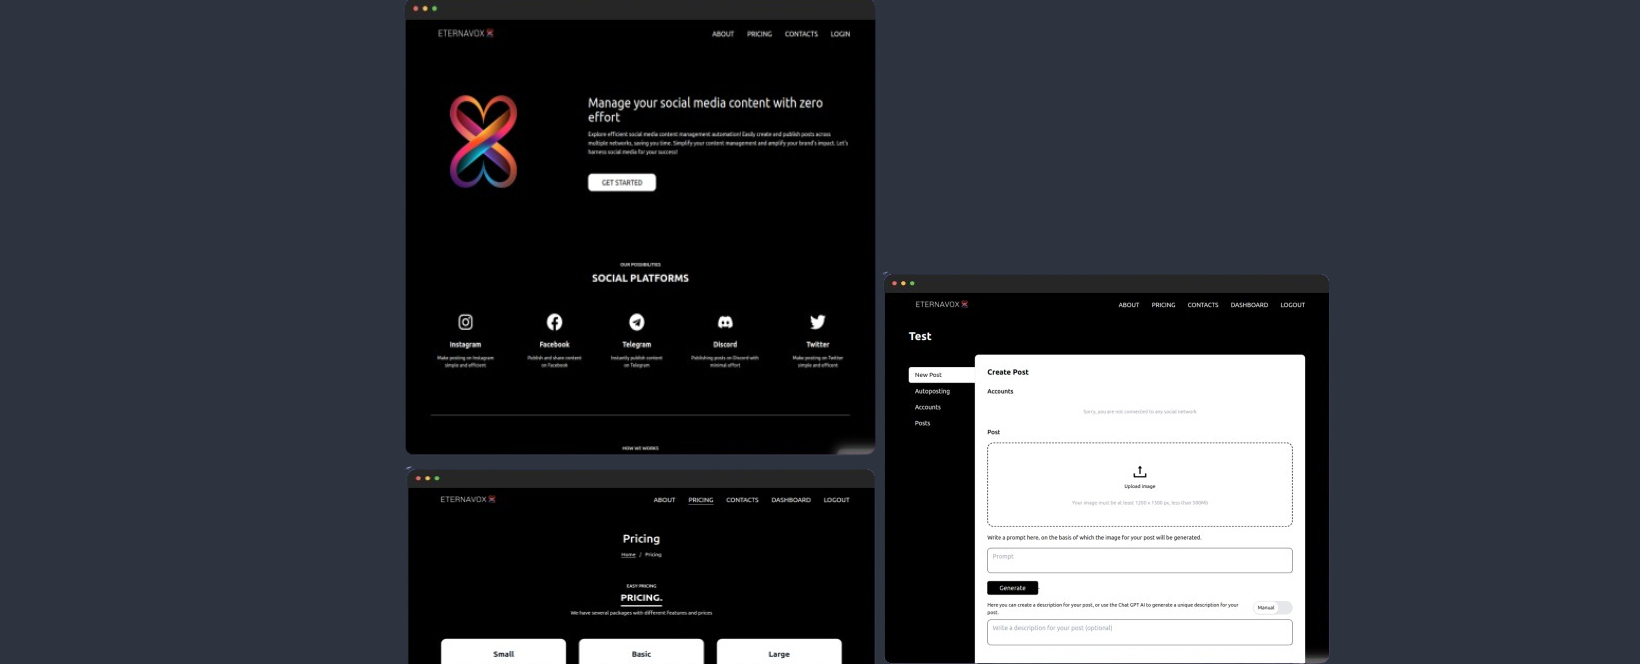 ETERNAVOX
ABOUT PRICING CONTACTS LOGIN
Manage your social media content with zero
effort
Explore efficient social media content management automation! Easily create and publish posts across
multiple networks, saving you time. Simplify your content management and amplify your brand's impact. Let's
harness social media for your success!
GET STARTED
OUR POSSIBILITIES
SOCIAL PLATFORMS
Instagram Facebook Telegram Discord Twitter
Make posting on Instagram Publish and share content Instantly publish content Publishing posts on Discord with Make posting on Twitter
simple and efficient on Facebook on Telegram minimal effort simple and efficent
HOW WE WORKS
ETERNAVOX
ABOUT PRICING CONTACTS DASHBOARD LOGOUT
Pricing
Home / Pricing
EASY PRICING
PRICING.
We have several packages with different features and prices
Small Basic Large
ETERNAVOX
ABOUT PRICING CONTACTS DASHBOARD LOGOUT
Test
New Post
Autoposting
Accounts
Posts
Create Post
Accounts
Sorry, you are not connected to any social network
Post
Upload image
Your image must be at least 1200 x 1500 px, less then 500Mb
Write a prompt here, on the basis of which the image for your post will be generated.
Prompt
Generate
Here you can create a description for your post, or use the Chat GPT AI to generate a unique description for your
post.
Manual
Write a description for your post (optional)